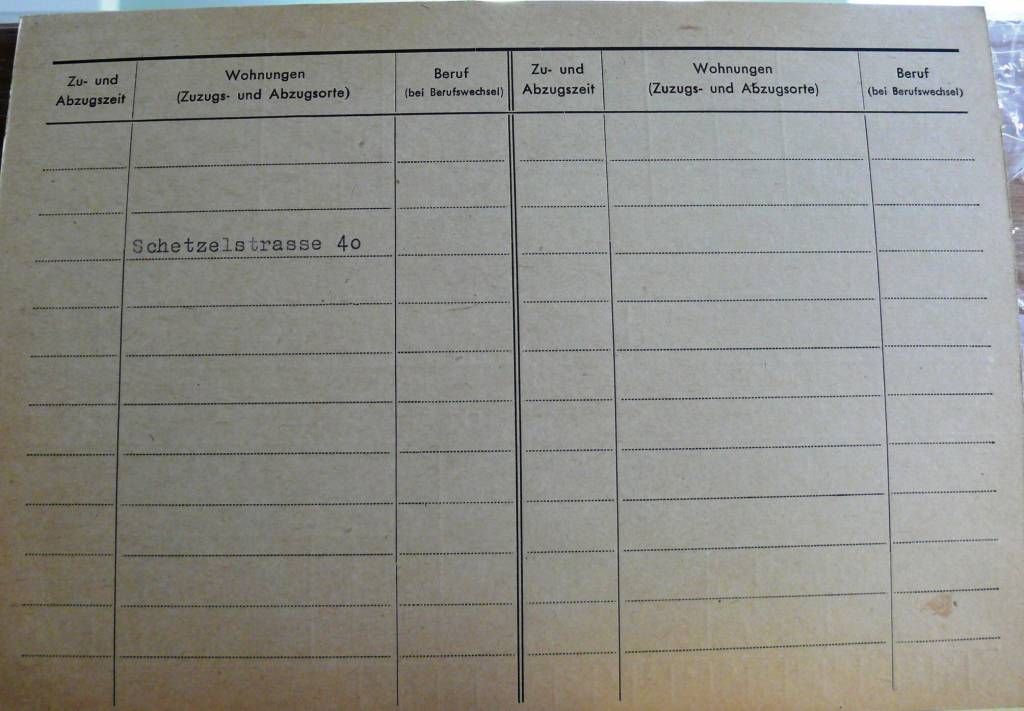 Zu- und
Abzugszeit
Wohnungen
(Zuzugs- und Abzugsorte)
Beruf
(bei Berufswechsel)
Zu- und
Abzugszeit
Wohnungen
(Zuzugs- und Abzugsorte)
Beruf
(bei Berufswechsel)
Schetzelstrasse 4o